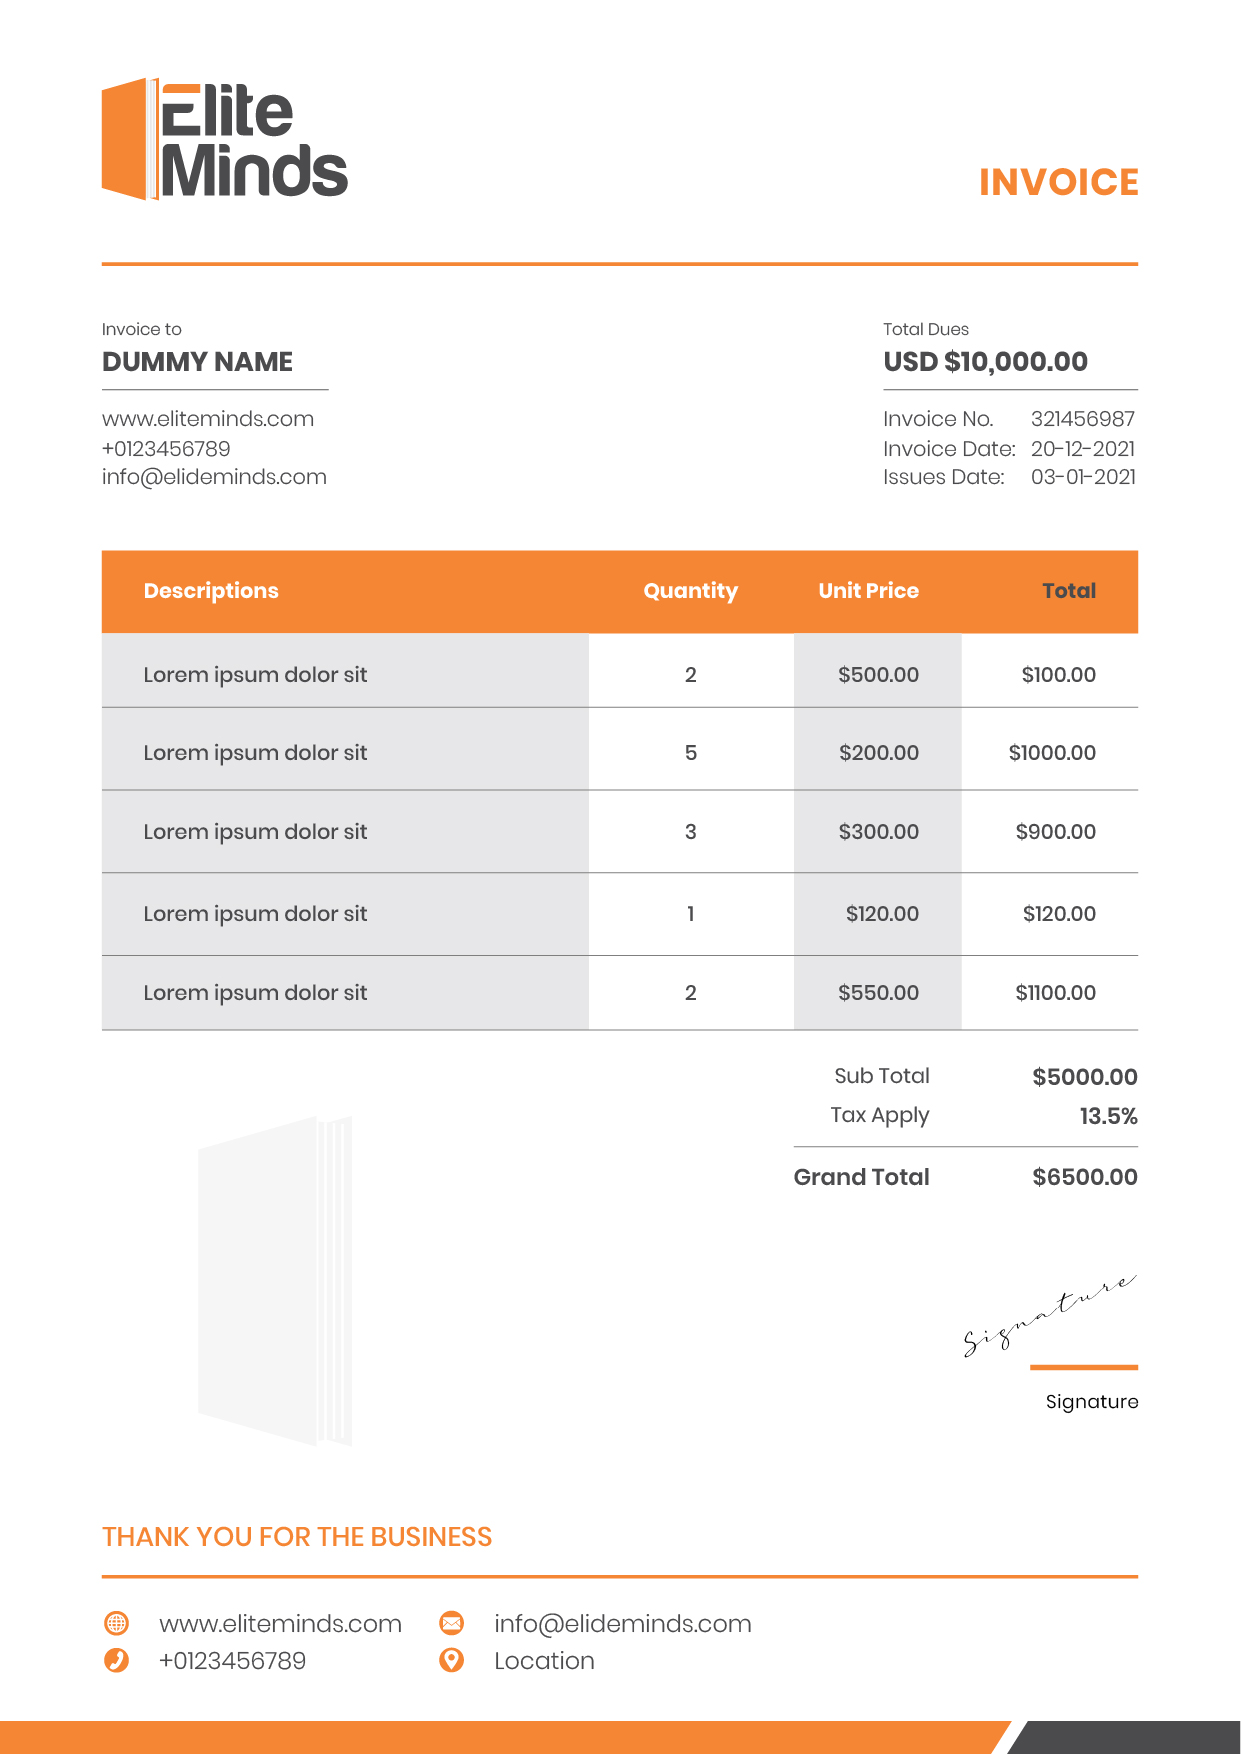 Elite
Minds
INVOICE
Invoice to
DUMMY NAME
www.eliteminds.com
+0123456789
info@elideminds.com
Total Dues
USD $10,000.00
Invoice No. 321456987
Invoice Date: 20-12-2021
Issues Date: 03-01-2021
Descriptions Quantity Unit Price Total
Lorem ipsum dolor sit 2 $500.00 $100.00
Lorem ipsum dolor sit 5 $200.00 $1000.00
Lorem ipsum dolor sit 3 $300.00 $900.00
Lorem ipsum dolor sit 1 $120.00 $120.00
Lorem ipsum dolor sit 2 $550.00 $1100.00
Sub Total $5000.00
Tax Apply 13.5%
Grand Total $6500.00
Signature
Signature
THANK YOU FOR THE BUSINESS
www.eliteminds.com info@elideminds.com
+0123456789 Location